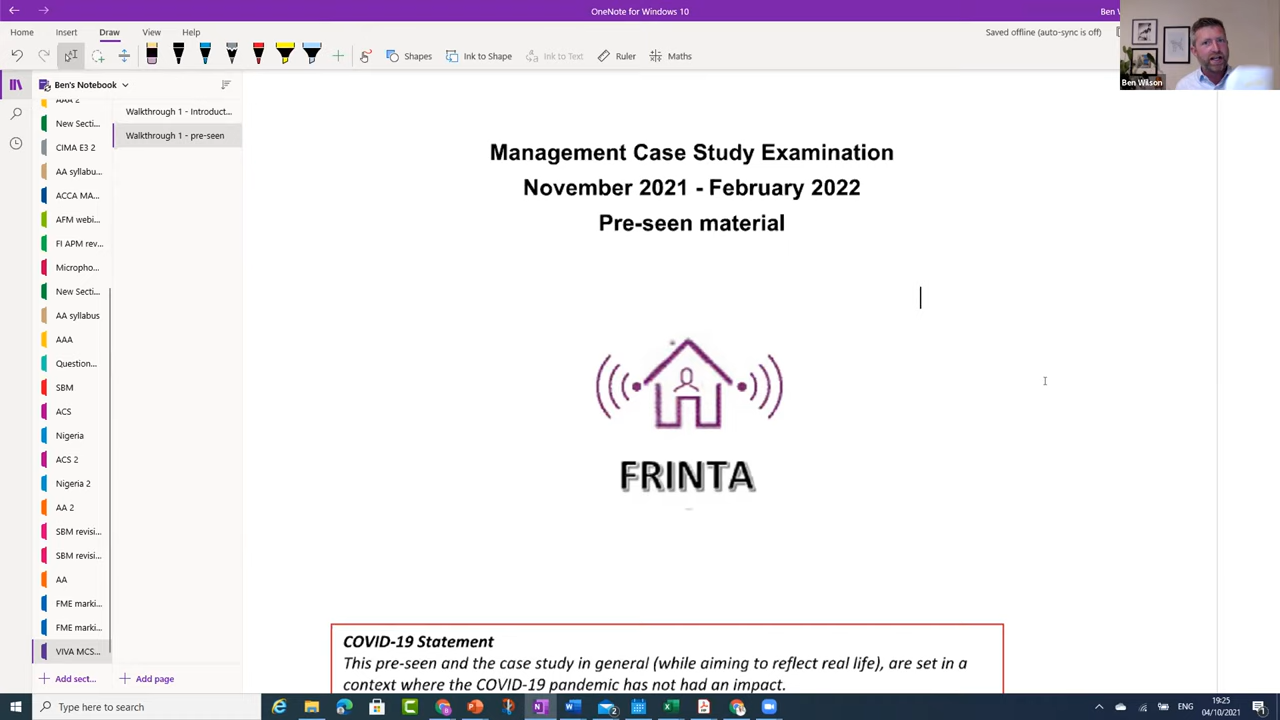 OneNote for Windows 10
Ben W
Home
Insert
Draw
View
Help
Saved offline (auto-sync is off)
Shapes
Ink to Shape
Ink to Text
Ruler
Maths
Ben's Notebook
AAA 2
New Secti...
CIMA E3 2
AA syllabu...
ACCA MA...
AFM webi...
FI APM rev...
Micropho...
New Secti...
AA syllabus
AAA
Question...
SBM
ACS
Nigeria
ACS 2
Nigeria 2
AA 2
SBM revisi...
SBM revisi...
AA
FME marki...
FME marki...
VIVA MCS...
Add sect...
Walkthrough 1 - Introduct...
Walkthrough 1 - pre-seen
Add page
Management Case Study Examination
November 2021 - February 2022
Pre-seen material
FRINTA
COVID-19 Statement
This pre-seen and the case study in general (while aiming to reflect real life), are set in a
context where the COVID-19 pandemic has not had an impact.
Ben Wilson
Type here to search
2
19:25
04/10/2021
1